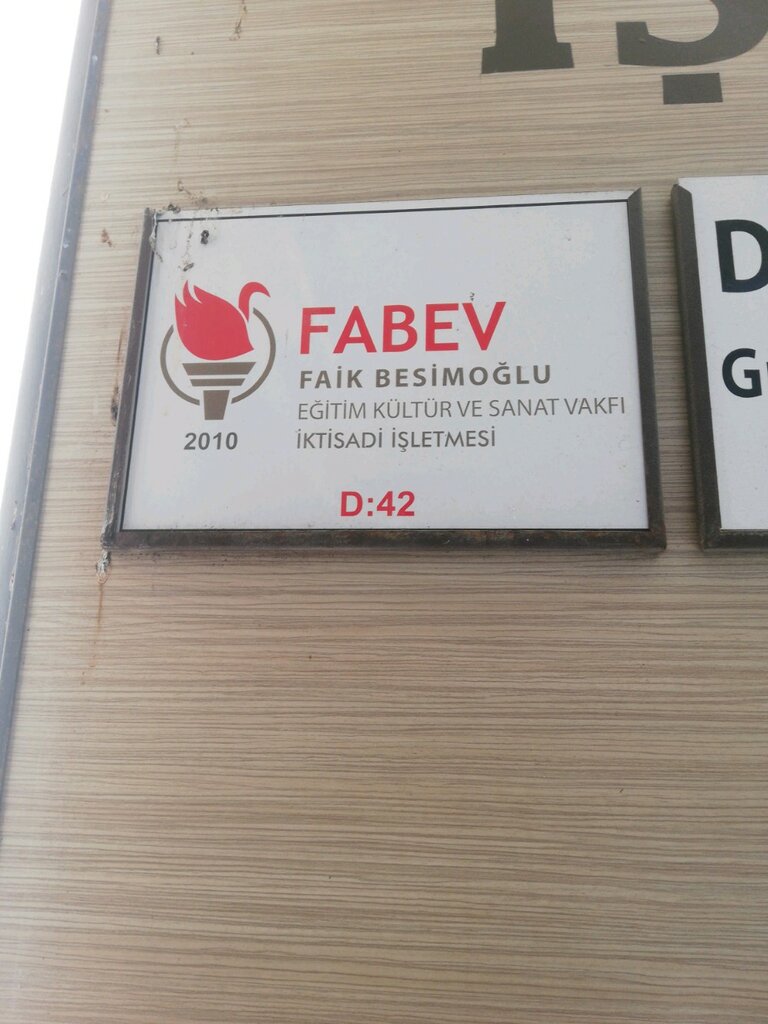 İŞ
FABEV
FAİK BESİMOĞLU
EĞİTİM KÜLTÜR VE SANAT VAKFI
İKTİSADİ İŞLETMESİ
2010
D:42